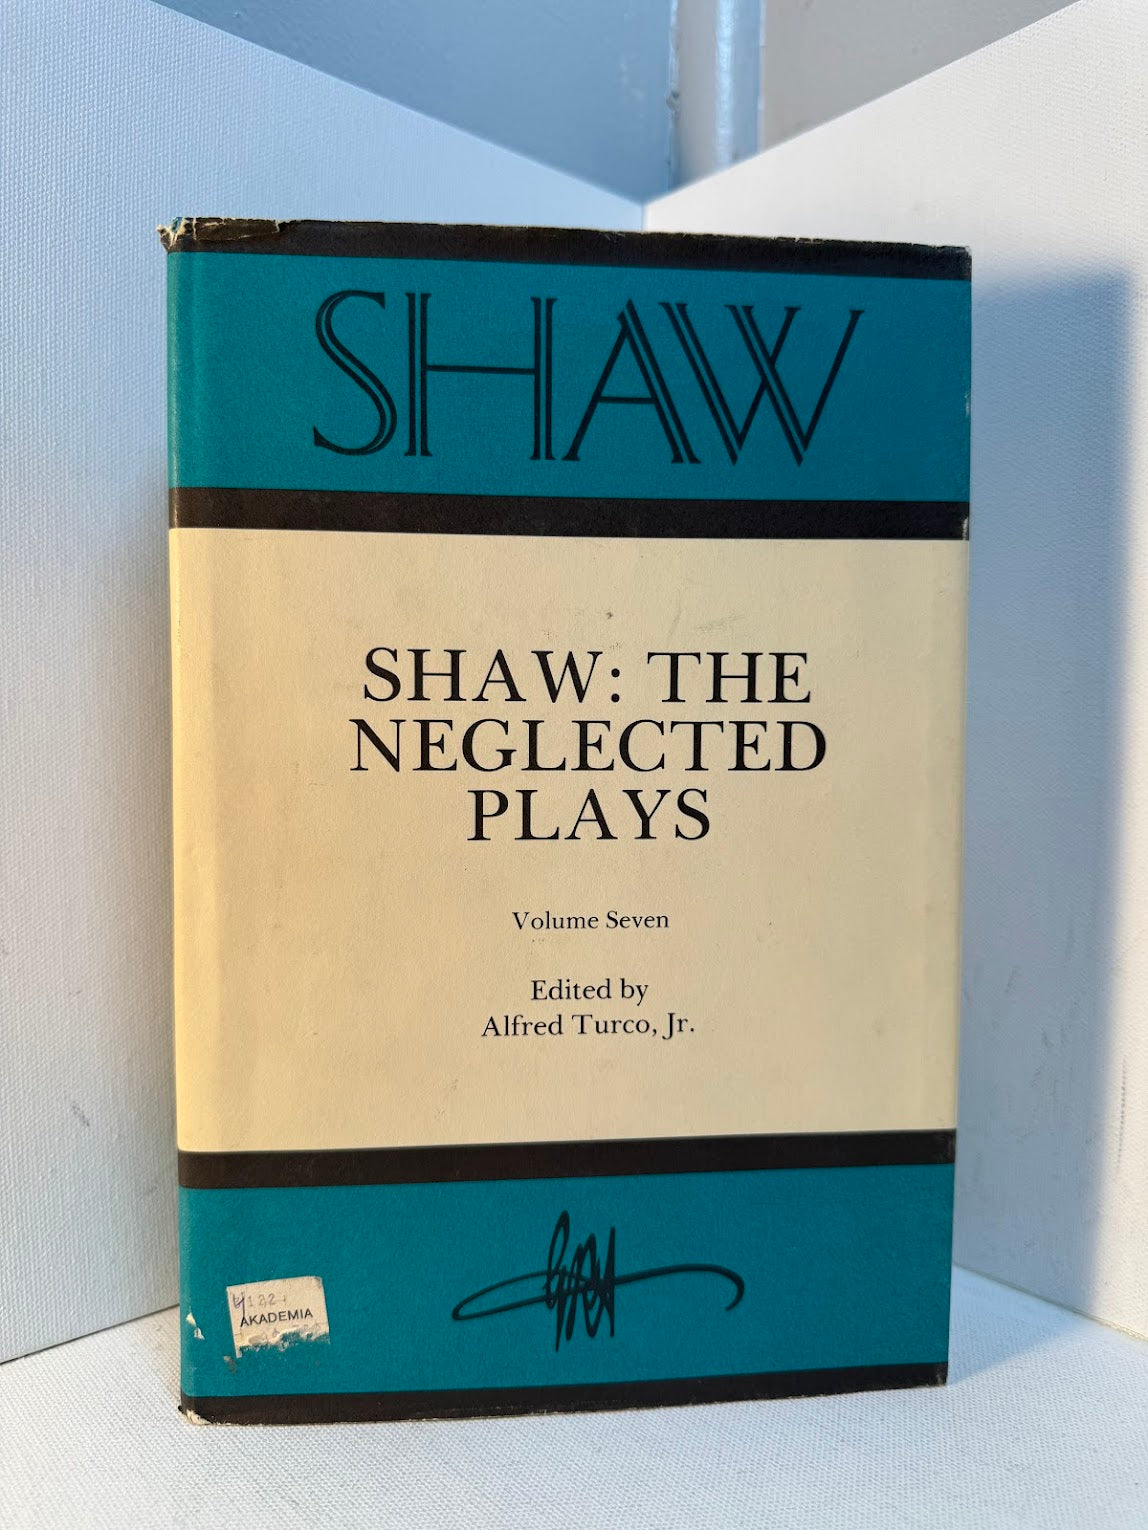 SHAW
SHAW: THE
NEGLECTED
PLAYS
Volume Seven
Edited by
Alfred Turco, Jr.
AKADEMIA